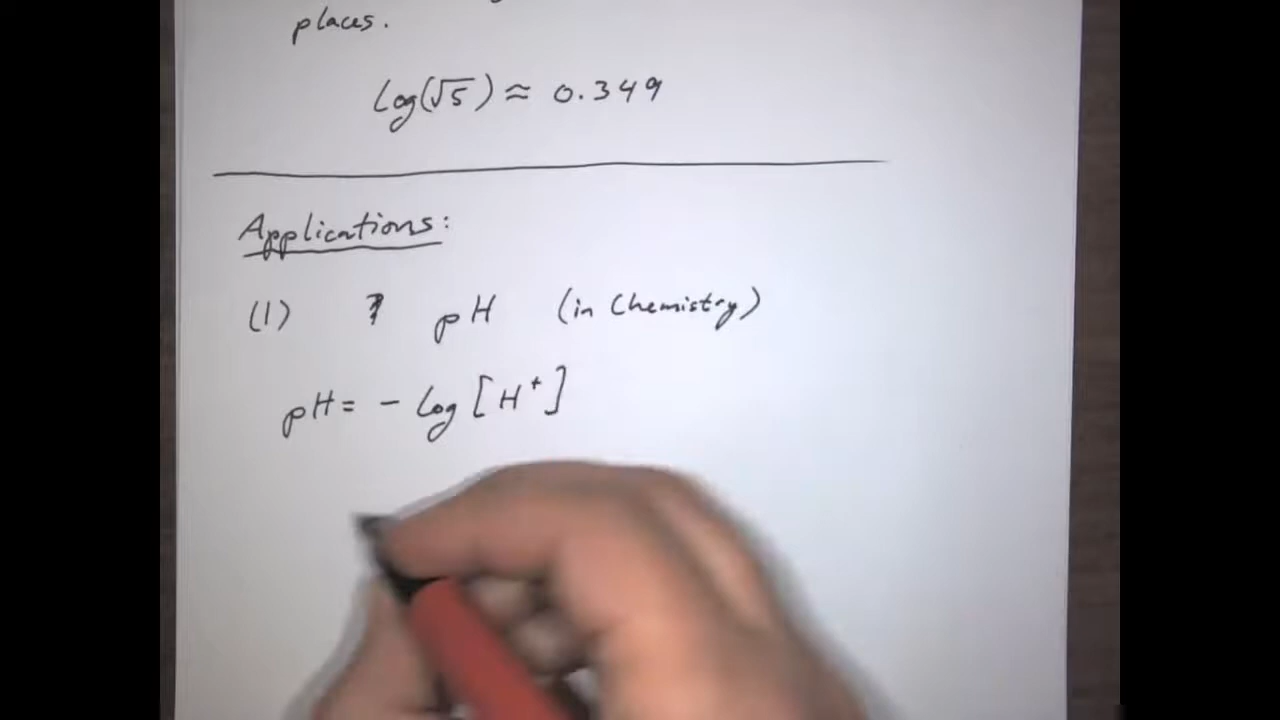 places.
log(√5) ≈ 0.349
Applications:
(1) pH (in Chemistry)
pH = - log [H⁺]